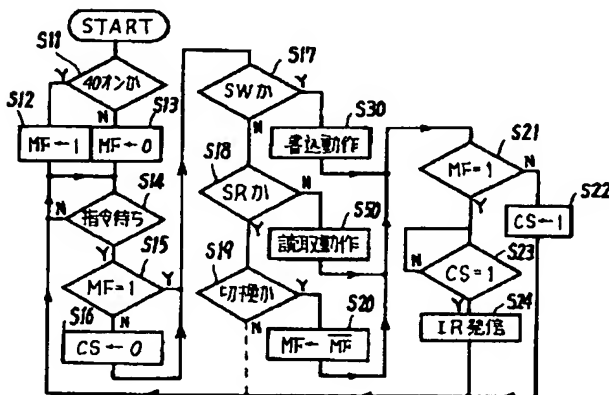 START
S11
40オンか
Y
N
S12
S13
MF←1
MF←0
S14
指令待ち
N
Y
S15
MF=1
Y
N
S16
CS←0
S17
SWか
Y
N
S30
書込動作
S18
SRか
N
Y
S50
読取動作
S19
切換か
Y
N
S20
MF←M̅F̅
S21
MF=1
N
Y
S22
CS←1
S23
CS=1
N
Y
S24
IR発信